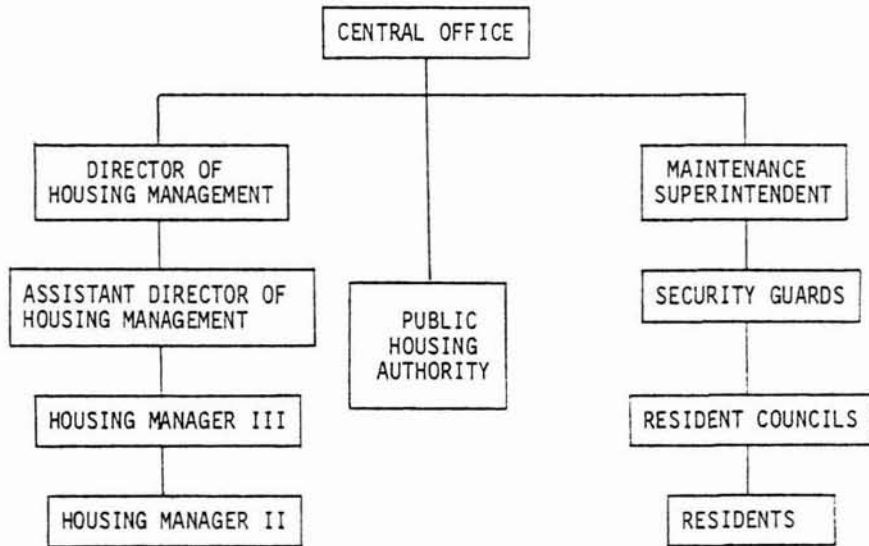 CENTRAL OFFICE
DIRECTOR OF
HOUSING MANAGEMENT
MAINTENANCE
SUPERINTENDENT
ASSISTANT DIRECTOR OF
HOUSING MANAGEMENT
PUBLIC
HOUSING
AUTHORITY
SECURITY GUARDS
HOUSING MANAGER III
RESIDENT COUNCILS
HOUSING MANAGER II
RESIDENTS